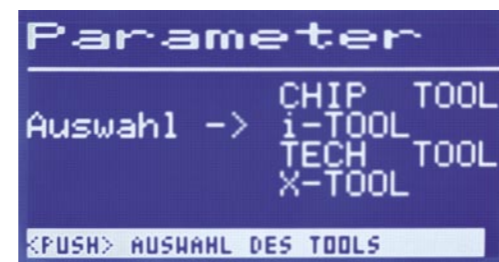 Parameter
CHIP TOOL
Auswahl -> i-TOOL
TECH TOOL
X-TOOL
<PUSH> AUSWAHL DES TOOLS